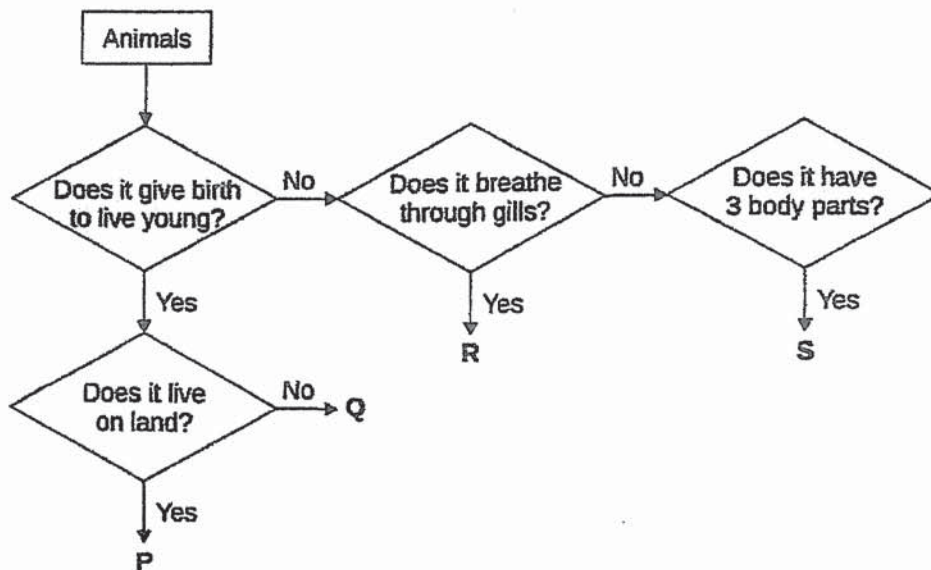 Animals
Does it give birth
to live young?
No
Does it breathe
through gills?
No
Does it have
3 body parts?
Yes
Yes
R
Yes
S
Does it live
on land?
No
Q
Yes
P